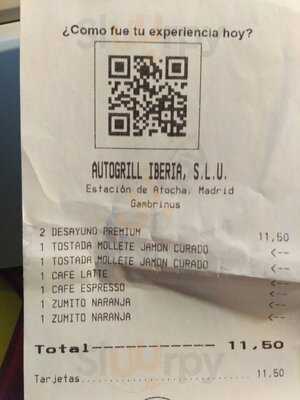 ¿Como fue tu experiencia hoy?
AUTOGRILL IBERIA, S.L.U.
Estación de Atocha, Madrid
Gambrinus
2 DESAYUNO PREMIUM 11,50
1 TOSTADA MOLLETE JAMON CURADO <--
1 TOSTADA MOLLETE JAMON CURADO <--
1 CAFE LATTE <--
1 CAFE ESPRESSO <--
1 ZUMITO NARANJA <--
1 ZUMITO NARANJA <--
Total------------ 11,50
Tarjetas........................... 11,50
sluurpy
sluurpy